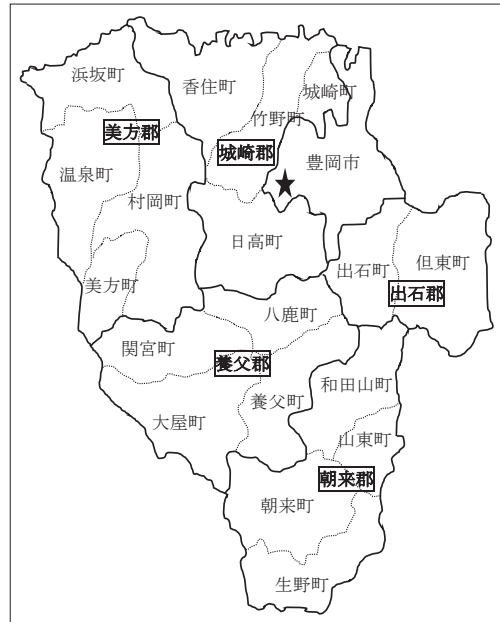 浜坂町
香住町
城崎町
竹野町
美方郡
城崎郡
豊岡市
温泉町
村岡町
日高町
出石町
但東町
美方町
出石郡
八鹿町
関宮町
養父郡
和田山町
大屋町
養父町
山東町
朝来郡
朝来町
生野町